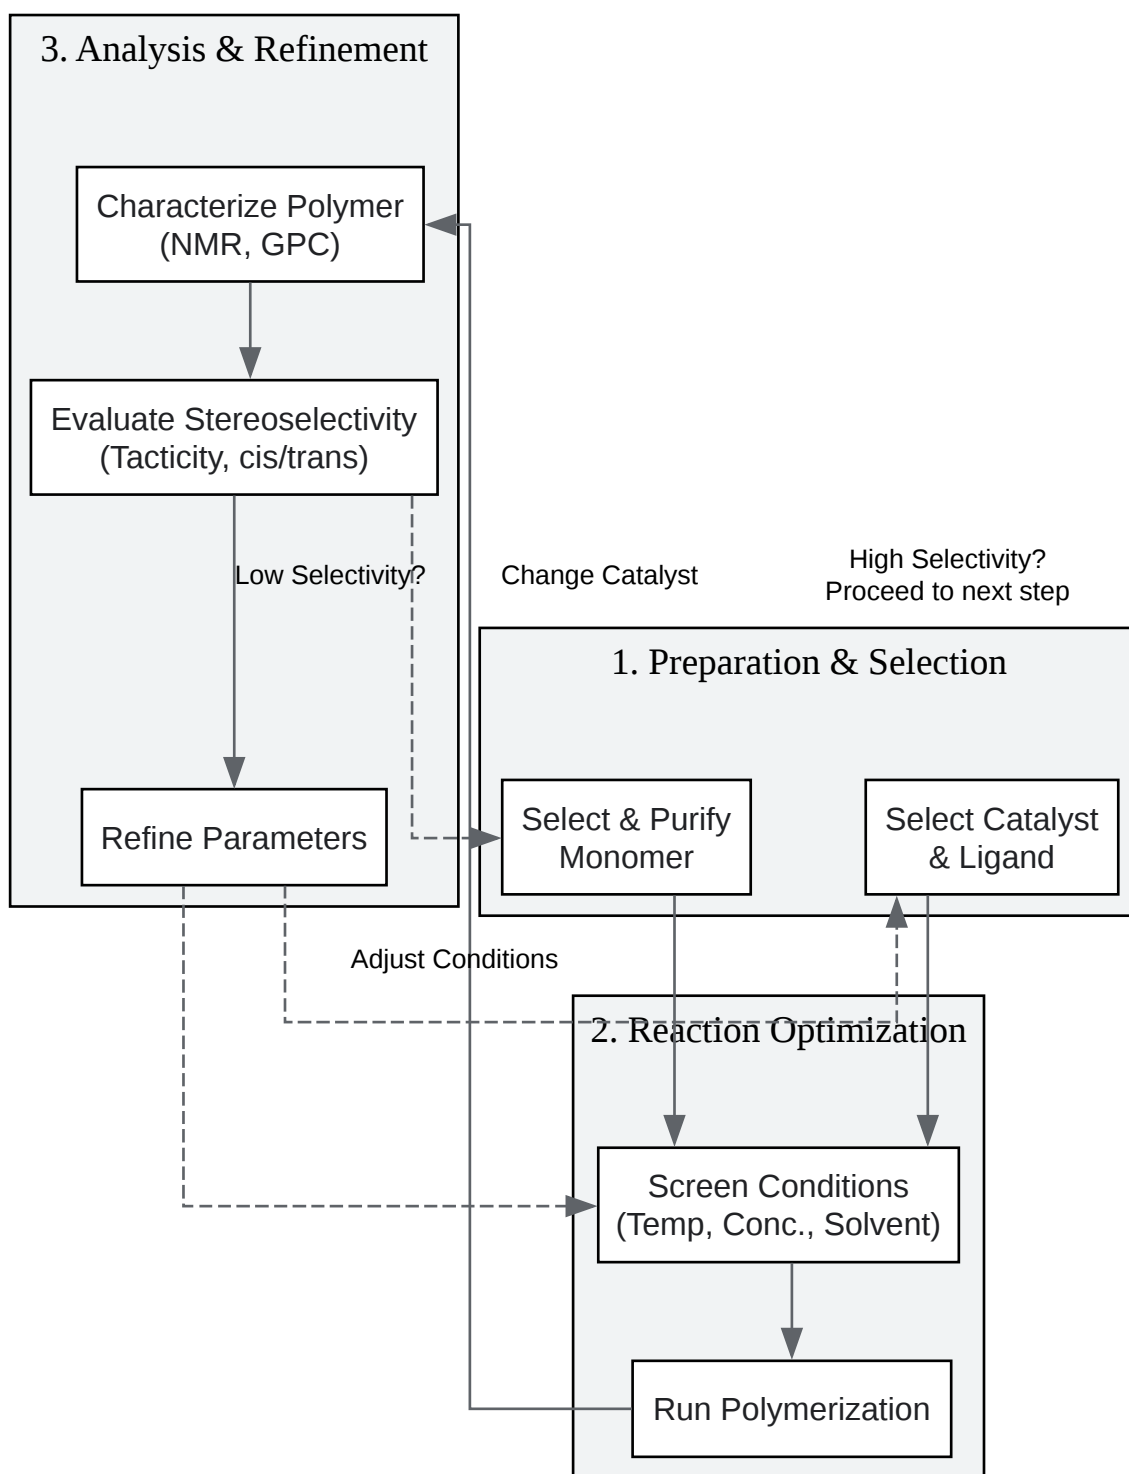 3. Analysis & Refinement
Characterize Polymer
(NMR, GPC)
Evaluate Stereoselectivity
(Tacticity, cis/trans)
Low Selectivity?
Change Catalyst
High Selectivity?
Proceed to next step
1. Preparation & Selection
Refine Parameters
Select & Purify
Monomer
Select Catalyst
& Ligand
Adjust Conditions
2. Reaction Optimization
Screen Conditions
(Temp, Conc., Solvent)
Run Polymerization